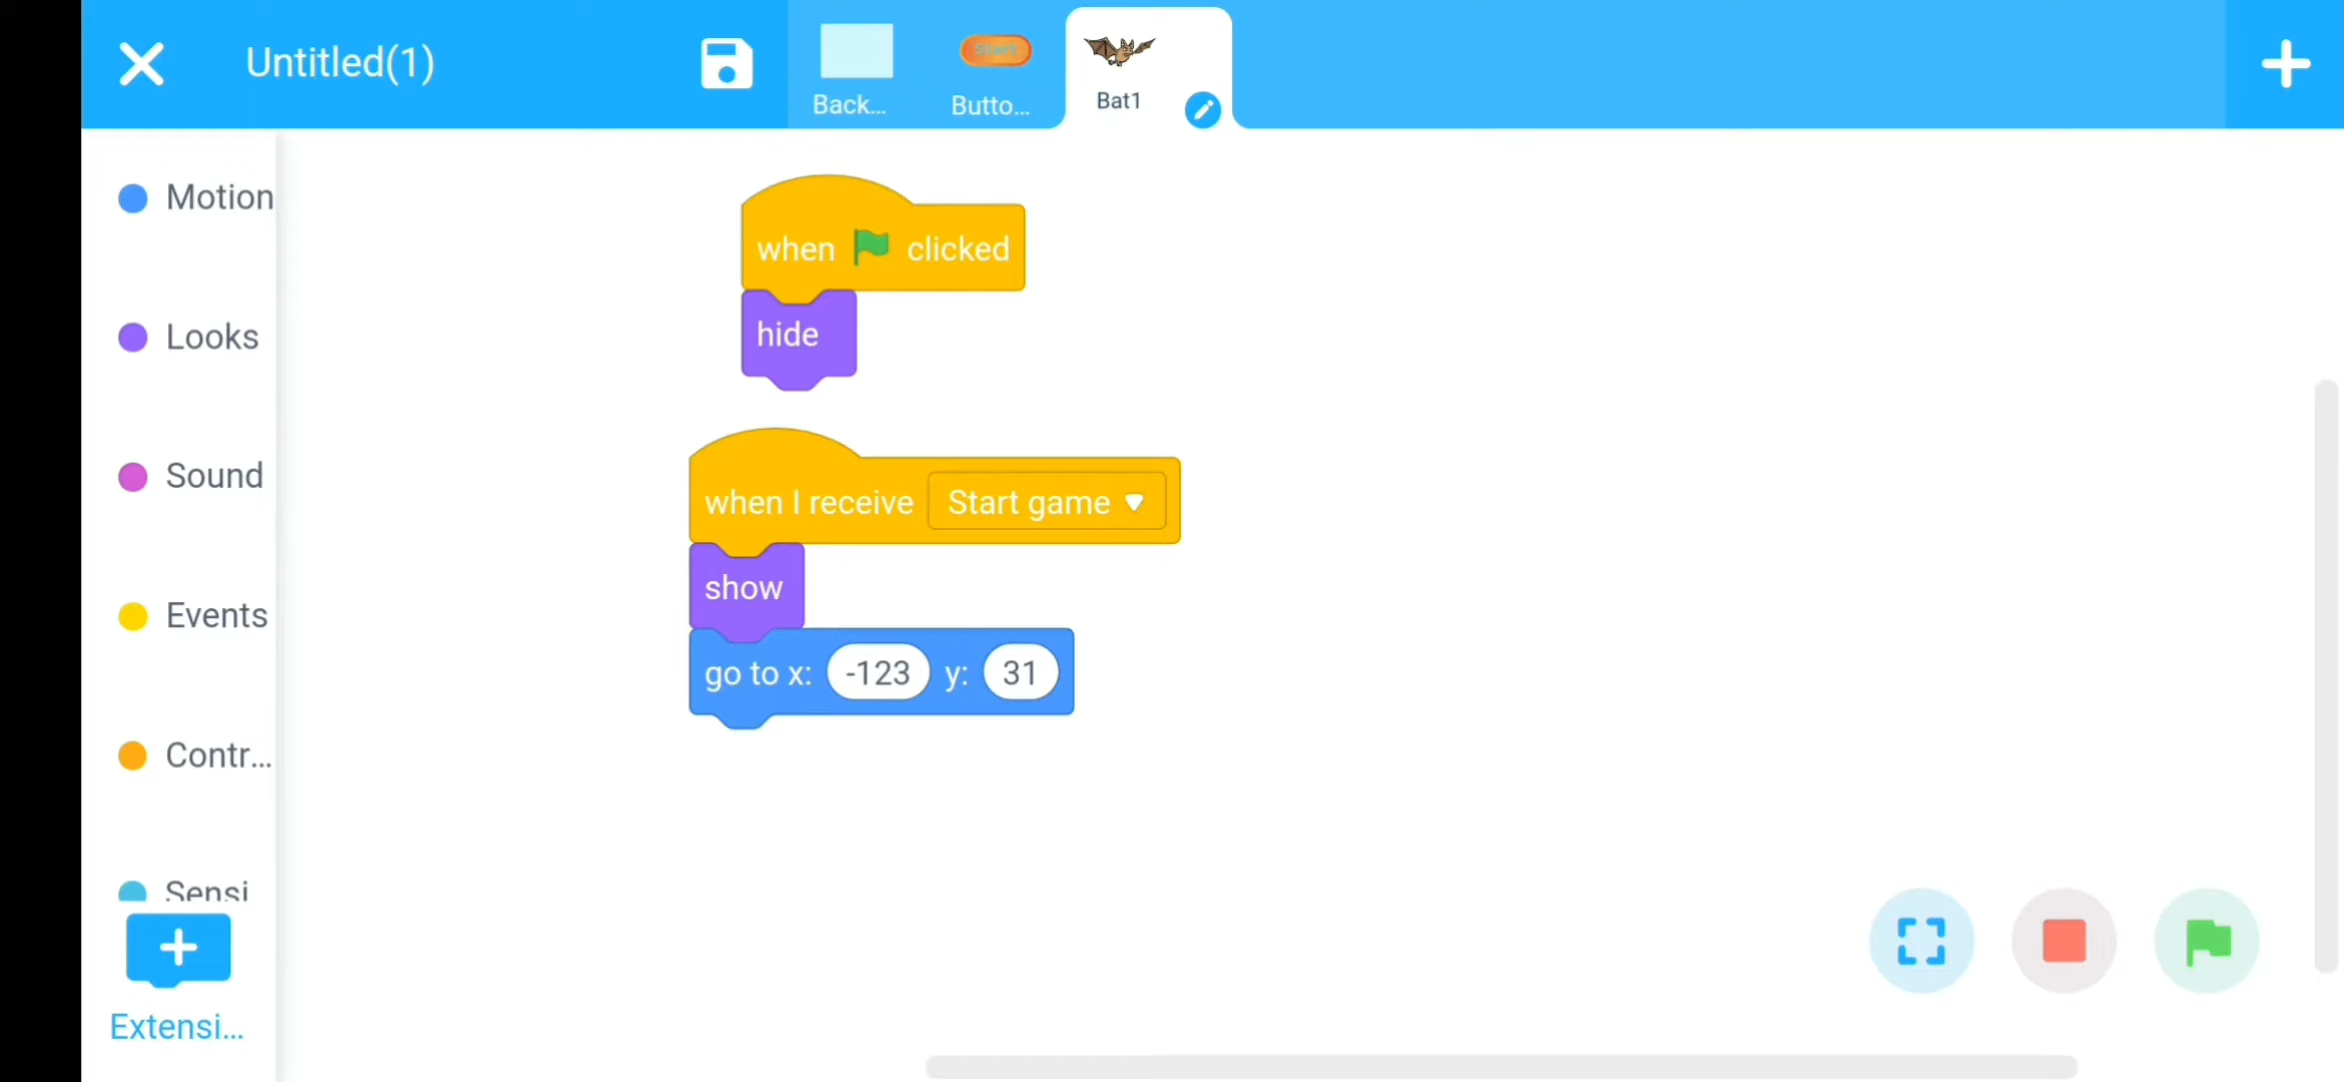 Untitled(1)
Back...
Start
Butto...
Bat1
Motion
Looks
Sound
Events
Contr...
Sensi
Extensi...
when clicked
hide
when I receive Start game
show
go to x: -123 y: 31